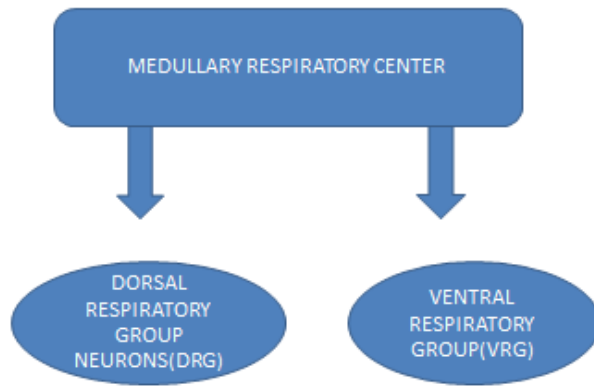 MEDULLARY RESPIRATORY CENTER
DORSAL
RESPIRATORY
GROUP
NEURONS(DRG)
VENTRAL
RESPIRATORY
GROUP(VRG)